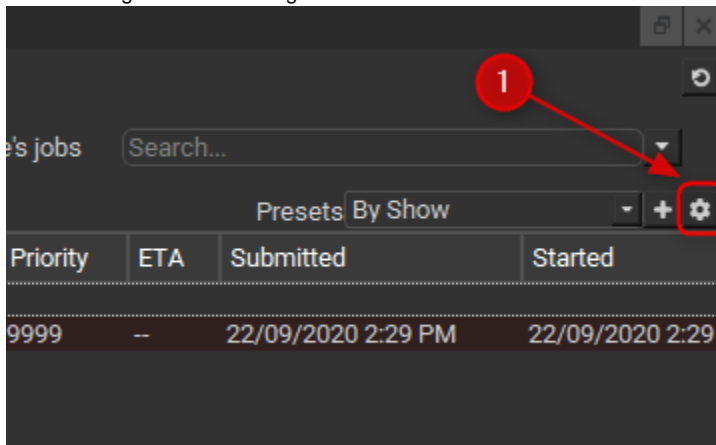 1
e's jobs Search...
Presets By Show
Priority ETA Submitted Started
9999 -- 22/09/2020 2:29 PM 22/09/2020 2:29